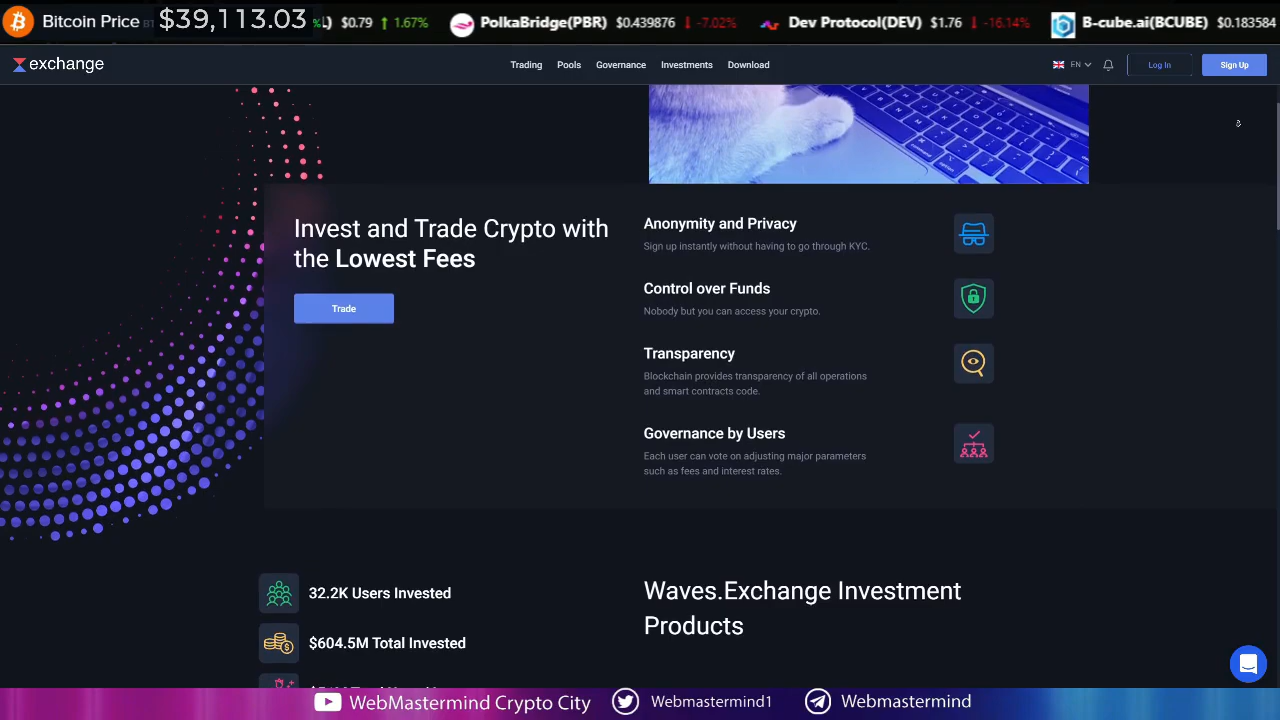 Bitcoin Price $39,113.03 % L) $0.79 ↑ 1.67% PolkaBridge(PBR) $0.439876 ↓ -7.02% Dev Protocol(DEV) $1.76 ↓ -16.14% B-cube.ai(BCUBE) $0.183584
exchange Trading Pools Governance Investments Download EN Log In Sign Up
Invest and Trade Crypto with
the Lowest Fees
Trade
Anonymity and Privacy
Sign up instantly without having to go through KYC.
Control over Funds
Nobody but you can access your crypto.
Transparency
Blockchain provides transparency of all operations
and smart contracts code.
Governance by Users
Each user can vote on adjusting major parameters
such as fees and interest rates.
32.2K Users Invested
$604.5M Total Invested
Waves.Exchange Investment
Products
WebMastermind Crypto City Webmastermind1 Webmastermind